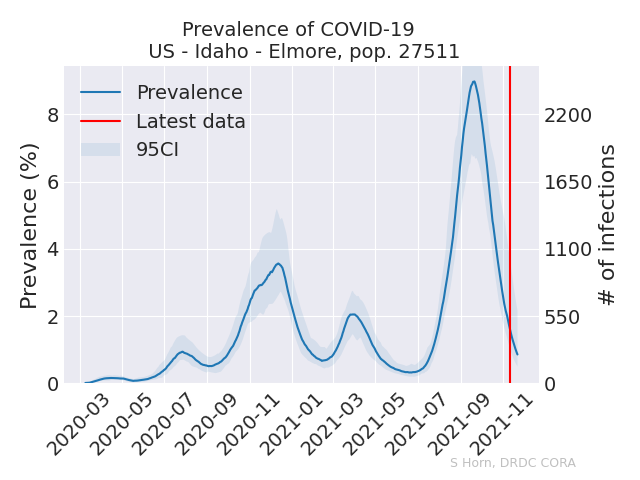 Prevalence of COVID-19
US - Idaho - Elmore, pop. 27511
Prevalence
Latest data
95CI
Prevalence (%)
0
2
4
6
8
# of infections
0
550
1100
1650
2200
2020-03
2020-05
2020-07
2020-09
2020-11
2021-01
2021-03
2021-05
2021-07
2021-09
2021-11
S Horn, DRDC CORA